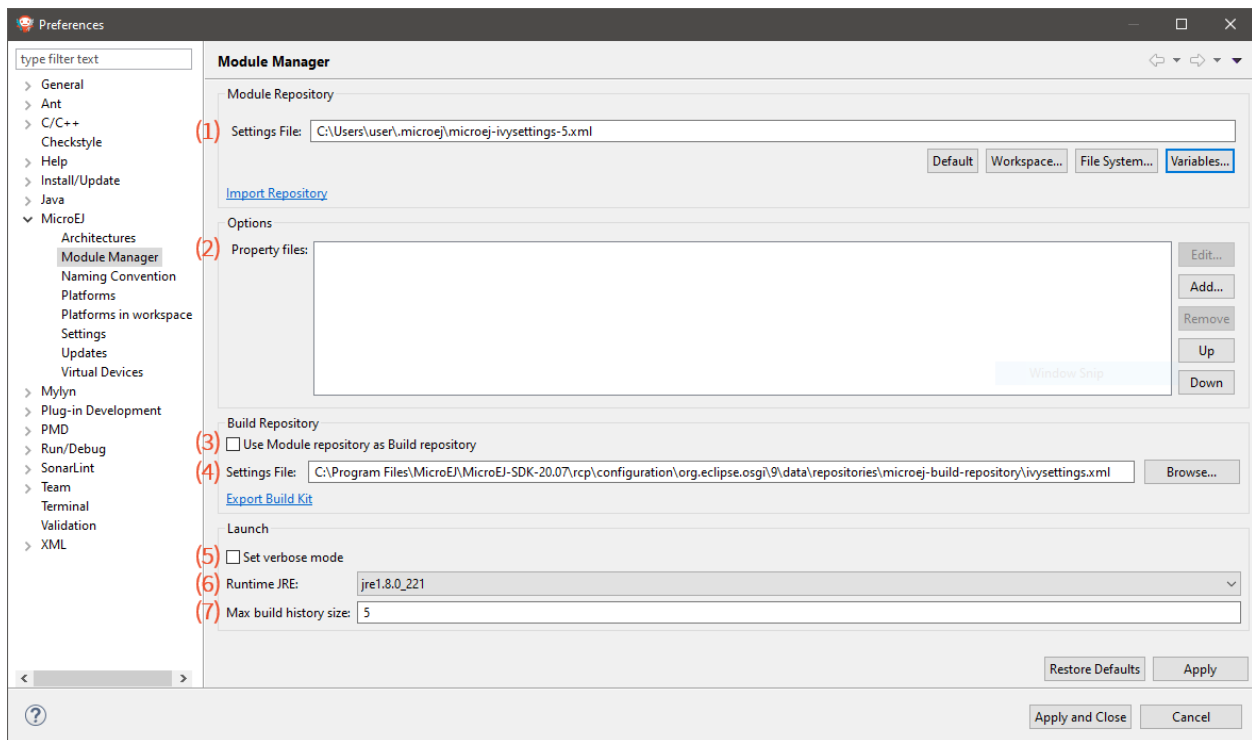 Preferences
type filter text
General
Ant
C/C++
Checkstyle
Help
Install/Update
Java
MicroEJ
Architectures
Module Manager
Naming Convention
Platforms
Platforms in workspace
Settings
Updates
Virtual Devices
Mylyn
Plug-in Development
PMD
Run/Debug
SonarLint
Team
Terminal
Validation
XML
Module Manager
Module Repository
(1) Settings File: C:\Users\user\.microej\microej-ivysettings-5.xml
Default Workspace... File System... Variables...
Import Repository
Options
(2) Property files:
Edit...
Add...
Remove
Up
Window Snip
Down
Build Repository
(3) Use Module repository as Build repository
(4) Settings File: C:\Program Files\MicroEJ\MicroEJ-SDK-20.07\rcp\configuration\org.eclipse.osgi\9\data\repositories\microej-build-repository\ivysettings.xml Browse...
Export Build Kit
Launch
(5) Set verbose mode
(6) Runtime JRE: jre1.8.0_221
(7) Max build history size: 5
Restore Defaults Apply
? Apply and Close Cancel